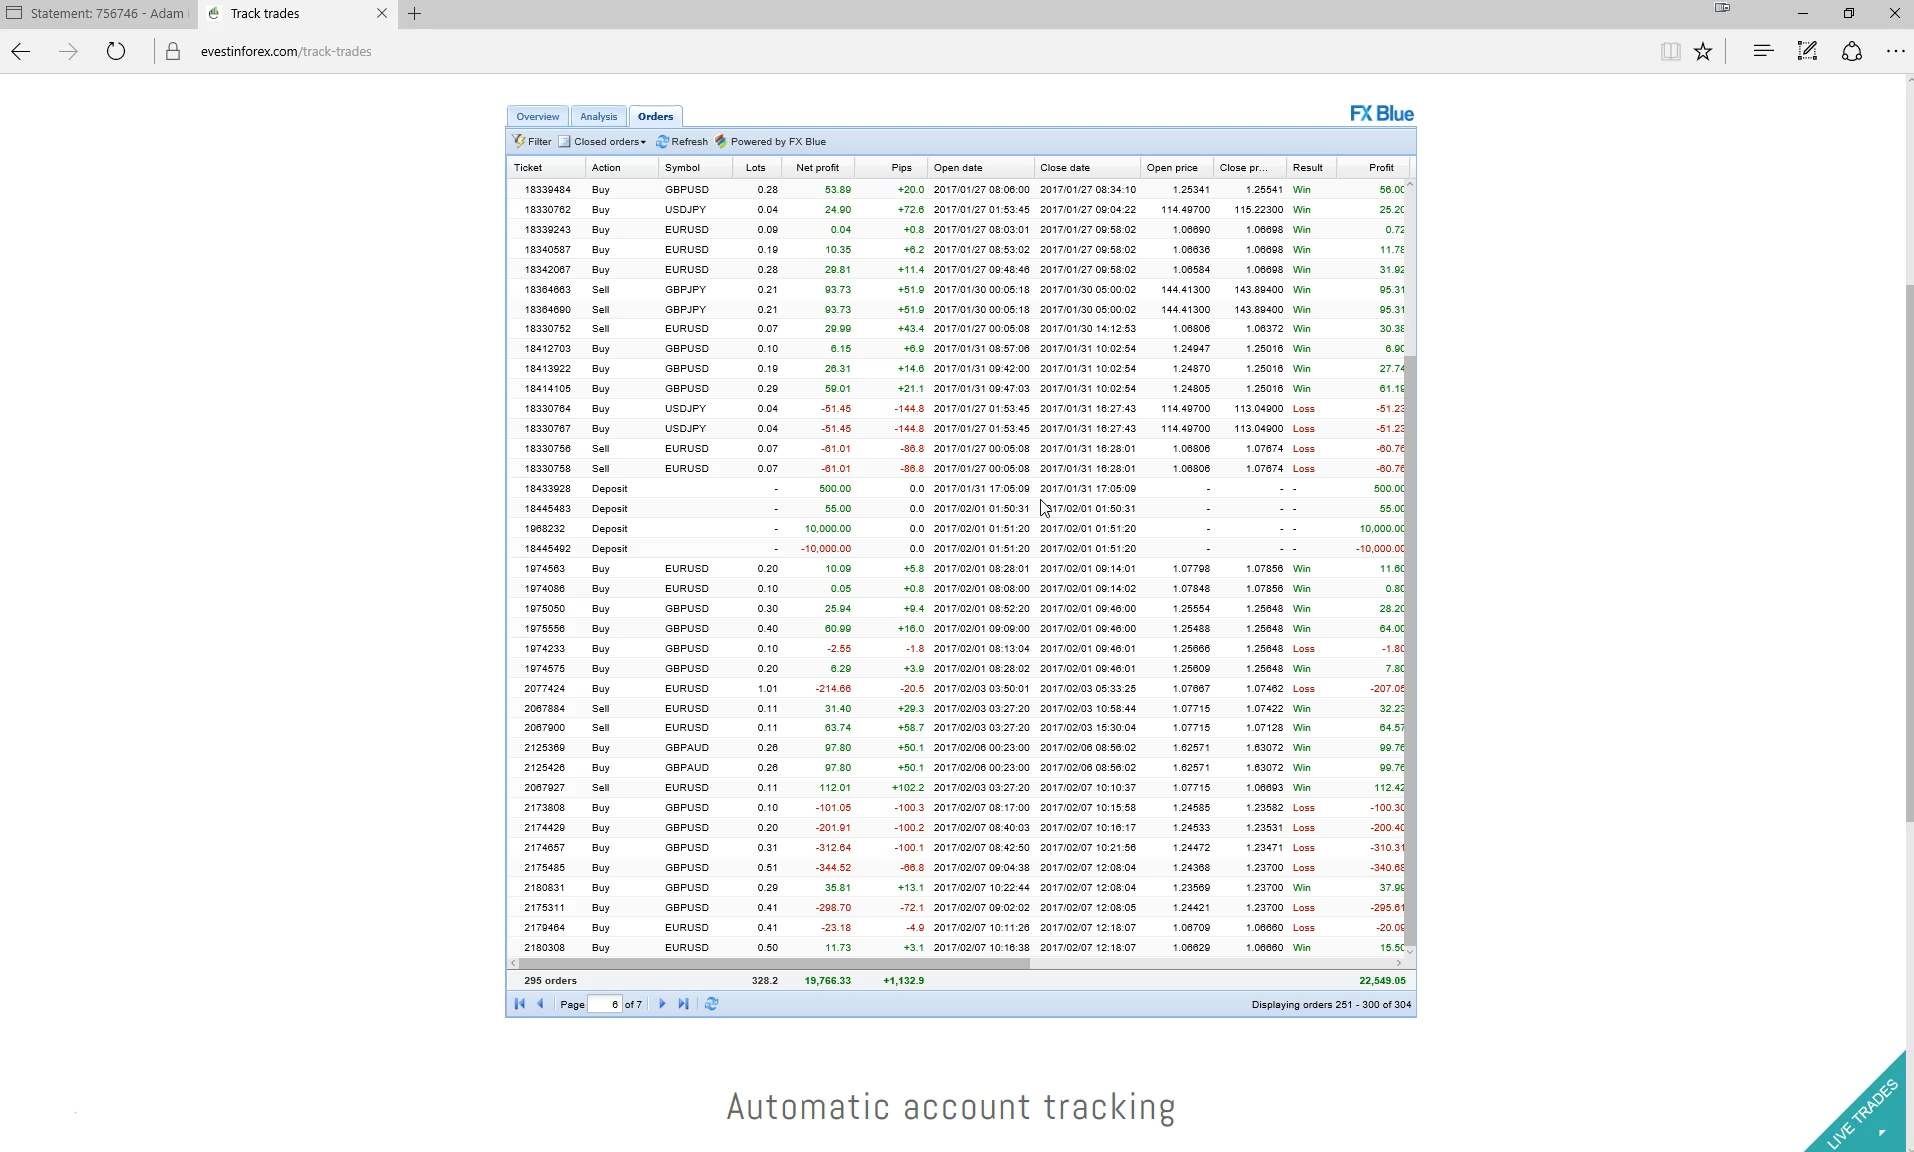 Statement: 756746 - Adam
Track trades
evestinforex.com/track-trades
Overview Analysis Orders FX Blue
Filter Closed orders Refresh Powered by FX Blue
Ticket Action Symbol Lots Net profit Pips Open date Close date Open price Close pr... Result Profit
18339484 Buy GBPUSD 0.28 53.89 +20.0 2017/01/27 08:06:00 2017/01/27 08:34:10 1.25341 1.25541 Win 56.00
18330762 Buy USDJPY 0.04 24.90 +72.6 2017/01/27 01:53:45 2017/01/27 09:04:22 114.49700 115.22300 Win 25.20
18339243 Buy EURUSD 0.09 0.04 +0.8 2017/01/27 08:03:01 2017/01/27 09:58:02 1.06690 1.06698 Win 0.72
18340587 Buy EURUSD 0.19 10.35 +6.2 2017/01/27 08:53:02 2017/01/27 09:58:02 1.06636 1.06698 Win 11.78
18342067 Buy EURUSD 0.28 29.81 +11.4 2017/01/27 09:48:46 2017/01/27 09:58:02 1.06584 1.06698 Win 31.92
18364663 Sell GBPJPY 0.21 93.73 +51.9 2017/01/30 00:05:18 2017/01/30 05:00:02 144.41300 143.89400 Win 95.31
18364690 Sell GBPJPY 0.21 93.73 +51.9 2017/01/30 00:05:18 2017/01/30 05:00:02 144.41300 143.89400 Win 95.31
18330752 Sell EURUSD 0.07 29.99 +43.4 2017/01/27 00:05:08 2017/01/30 14:12:53 1.06806 1.06372 Win 30.38
18412703 Buy GBPUSD 0.10 6.15 +6.9 2017/01/31 08:57:06 2017/01/31 10:02:54 1.24947 1.25016 Win 6.90
18413922 Buy GBPUSD 0.19 26.31 +14.6 2017/01/31 09:42:00 2017/01/31 10:02:54 1.24870 1.25016 Win 27.74
18414105 Buy GBPUSD 0.29 59.01 +21.1 2017/01/31 09:47:03 2017/01/31 10:02:54 1.24805 1.25016 Win 61.19
18330764 Buy USDJPY 0.04 -51.45 -144.8 2017/01/27 01:53:45 2017/01/31 16:27:43 114.49700 113.04900 Loss -51.23
18330767 Buy USDJPY 0.04 -51.45 -144.8 2017/01/27 01:53:45 2017/01/31 16:27:43 114.49700 113.04900 Loss -51.23
18330756 Sell EURUSD 0.07 -61.01 -86.8 2017/01/27 00:05:08 2017/01/31 16:28:01 1.06806 1.07674 Loss -60.76
18330758 Sell EURUSD 0.07 -61.01 -86.8 2017/01/27 00:05:08 2017/01/31 16:28:01 1.06806 1.07674 Loss -60.76
18433928 Deposit - 500.00 0.0 2017/01/31 17:05:09 2017/01/31 17:05:09 - - - 500.00
18445483 Deposit - 55.00 0.0 2017/02/01 01:50:31 2017/02/01 01:50:31 - - - 55.00
1968232 Deposit - 10,000.00 0.0 2017/02/01 01:51:20 2017/02/01 01:51:20 - - - 10,000.00
18445492 Deposit - -10,000.00 0.0 2017/02/01 01:51:20 2017/02/01 01:51:20 - - - -10,000.00
1974563 Buy EURUSD 0.20 10.09 +5.8 2017/02/01 08:28:01 2017/02/01 09:14:01 1.07798 1.07856 Win 11.60
1974086 Buy EURUSD 0.10 0.05 +0.8 2017/02/01 08:08:00 2017/02/01 09:14:02 1.07848 1.07856 Win 0.80
1975050 Buy GBPUSD 0.30 25.94 +9.4 2017/02/01 08:52:20 2017/02/01 09:46:00 1.25554 1.25648 Win 28.20
1975556 Buy GBPUSD 0.40 60.99 +16.0 2017/02/01 09:09:00 2017/02/01 09:46:00 1.25488 1.25648 Win 64.00
1974233 Buy GBPUSD 0.10 -2.55 -1.8 2017/02/01 08:13:04 2017/02/01 09:46:01 1.25666 1.25648 Loss -1.80
1974575 Buy GBPUSD 0.20 6.29 +3.9 2017/02/01 08:28:02 2017/02/01 09:46:01 1.25609 1.25648 Win 7.80
2077424 Buy EURUSD 1.01 -214.66 -20.5 2017/02/03 03:50:01 2017/02/03 05:33:25 1.07667 1.07462 Loss -207.05
2067884 Sell EURUSD 0.11 31.40 +29.3 2017/02/03 03:27:20 2017/02/03 10:58:44 1.07715 1.07422 Win 32.23
2067900 Sell EURUSD 0.11 63.74 +58.7 2017/02/03 03:27:20 2017/02/03 15:30:04 1.07715 1.07128 Win 64.57
2125369 Buy GBPAUD 0.26 97.80 +50.1 2017/02/06 00:23:00 2017/02/06 08:56:02 1.62571 1.63072 Win 99.76
2125426 Buy GBPAUD 0.26 97.80 +50.1 2017/02/06 00:23:00 2017/02/06 08:56:02 1.62571 1.63072 Win 99.76
2067927 Sell EURUSD 0.11 112.01 +102.2 2017/02/03 03:27:20 2017/02/07 10:10:37 1.07715 1.06693 Win 112.42
2173808 Buy GBPUSD 0.10 -101.05 -100.3 2017/02/07 08:17:00 2017/02/07 10:15:58 1.24585 1.23582 Loss -100.30
2174429 Buy GBPUSD 0.20 -201.91 -100.2 2017/02/07 08:40:03 2017/02/07 10:16:17 1.24533 1.23531 Loss -200.40
2174657 Buy GBPUSD 0.31 -312.64 -100.1 2017/02/07 08:42:50 2017/02/07 10:21:56 1.24472 1.23471 Loss -310.31
2175485 Buy GBPUSD 0.51 -344.52 -66.8 2017/02/07 09:04:38 2017/02/07 12:08:04 1.24368 1.23700 Loss -340.68
2180831 Buy GBPUSD 0.29 35.81 +13.1 2017/02/07 10:22:44 2017/02/07 12:08:04 1.23569 1.23700 Win 37.99
2175311 Buy GBPUSD 0.41 -298.70 -72.1 2017/02/07 09:02:02 2017/02/07 12:08:05 1.24421 1.23700 Loss -295.61
2179464 Buy EURUSD 0.41 -23.18 -4.9 2017/02/07 10:11:26 2017/02/07 12:18:07 1.06709 1.06660 Loss -20.09
2180308 Buy EURUSD 0.50 11.73 +3.1 2017/02/07 10:16:38 2017/02/07 12:18:07 1.06629 1.06660 Win 15.50
295 orders 328.2 19,766.33 +1,132.9 22,549.05
Page 6 of 7 Displaying orders 251 - 300 of 304
Automatic account tracking
LIVE TRADES